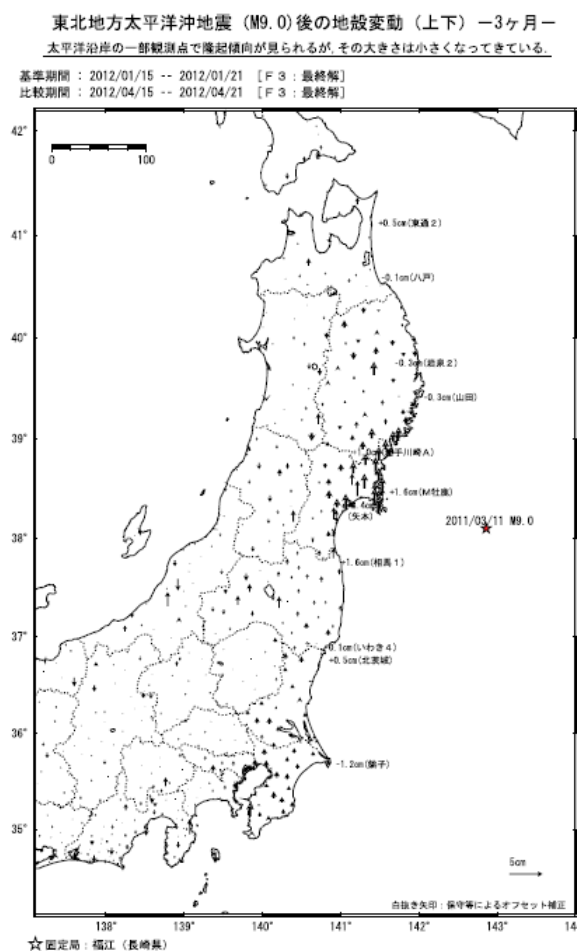 東北地方太平洋沖地震(M9.0)後の地殻変動(上下)-3ヶ月-
太平洋沿岸の一部観測点で隆起傾向が見られるが,その大きさは小さくなってきている.
基準期間:2012/01/15 -- 2012/01/21 [F3:最終解]
比較期間:2012/04/15 -- 2012/04/21 [F3:最終解]
42°
0 100
+0.5cm(東通2)
41°
-0.1cm(八戸)
40°
-0.3cm(岩泉2)
-0.3cm(山田)
39°
+1.6cm(M牡鹿)
(矢本)
2011/03/11 M9.0
38°
+1.6cm(相馬1)
37°
0.1cm(いわき4)
+0.5cm(北茨城)
36°
-1.2cm(銚子)
35°
5cm
白抜き矢印:保守等によるオフセット補正
138° 139° 140° 141° 142° 143° 144
☆固定局:福江(長崎県)